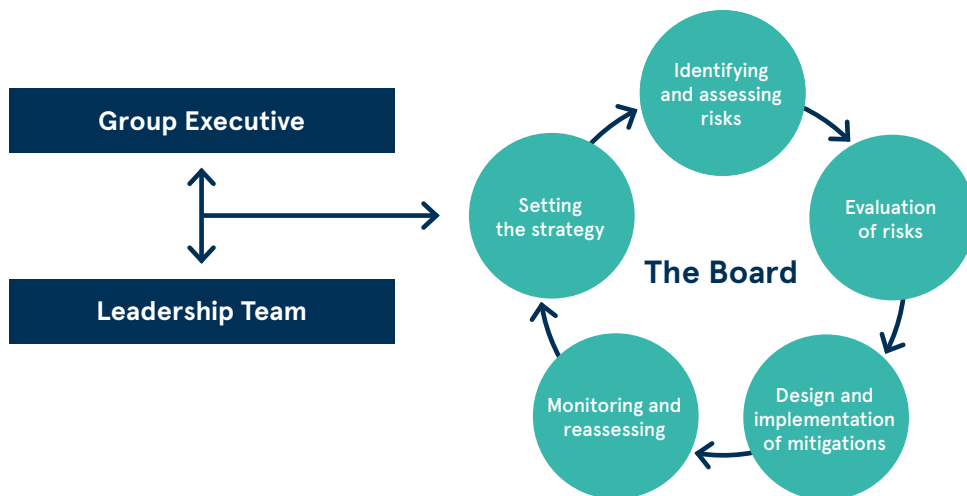 Group Executive
Leadership Team
The Board
Setting
the strategy
Identifying
and assessing
risks
Evaluation
of risks
Design and
implementation
of mitigations
Monitoring and
reassessing